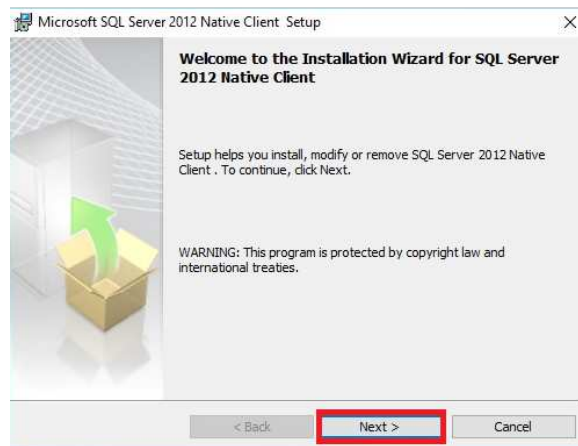 Microsoft SQL Server 2012 Native Client Setup
Welcome to the Installation Wizard for SQL Server
2012 Native Client
Setup helps you install, modify or remove SQL Server 2012 Native
Client . To continue, click Next.
WARNING: This program is protected by copyright law and
international treaties.
< Back
Next >
Cancel